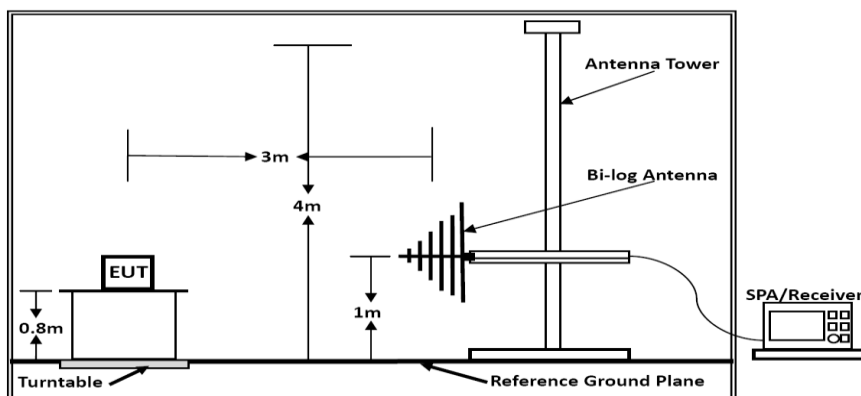 Antenna Tower
3m
Bi-log Antenna
4m
EUT
SPA/Receiver
0.8m
1m
Turntable
Reference Ground Plane